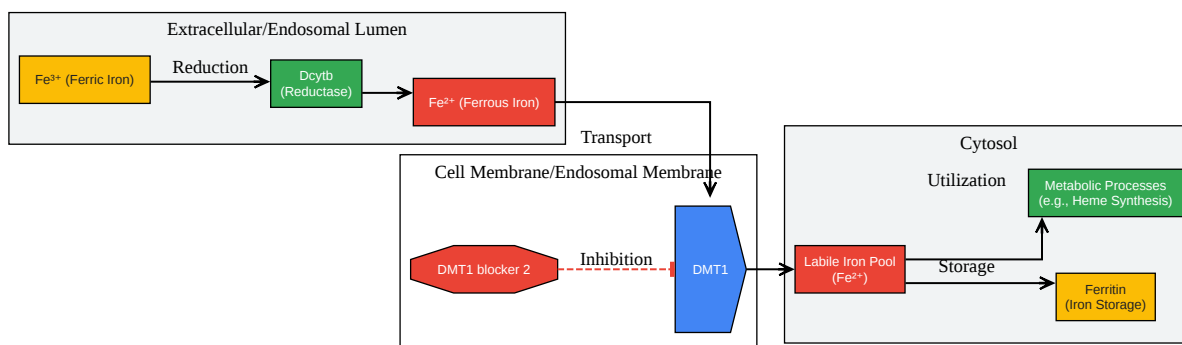 Extracellular/Endosomal Lumen
Fe³⁺ (Ferric Iron)
Reduction
Dcytb
(Reductase)
Fe²⁺ (Ferrous Iron)
Transport
Cell Membrane/Endosomal Membrane
DMT1 blocker 2
Inhibition
DMT1
Cytosol
Utilization
Metabolic Processes
(e.g., Heme Synthesis)
Labile Iron Pool
(Fe²⁺)
Storage
Ferritin
(Iron Storage)